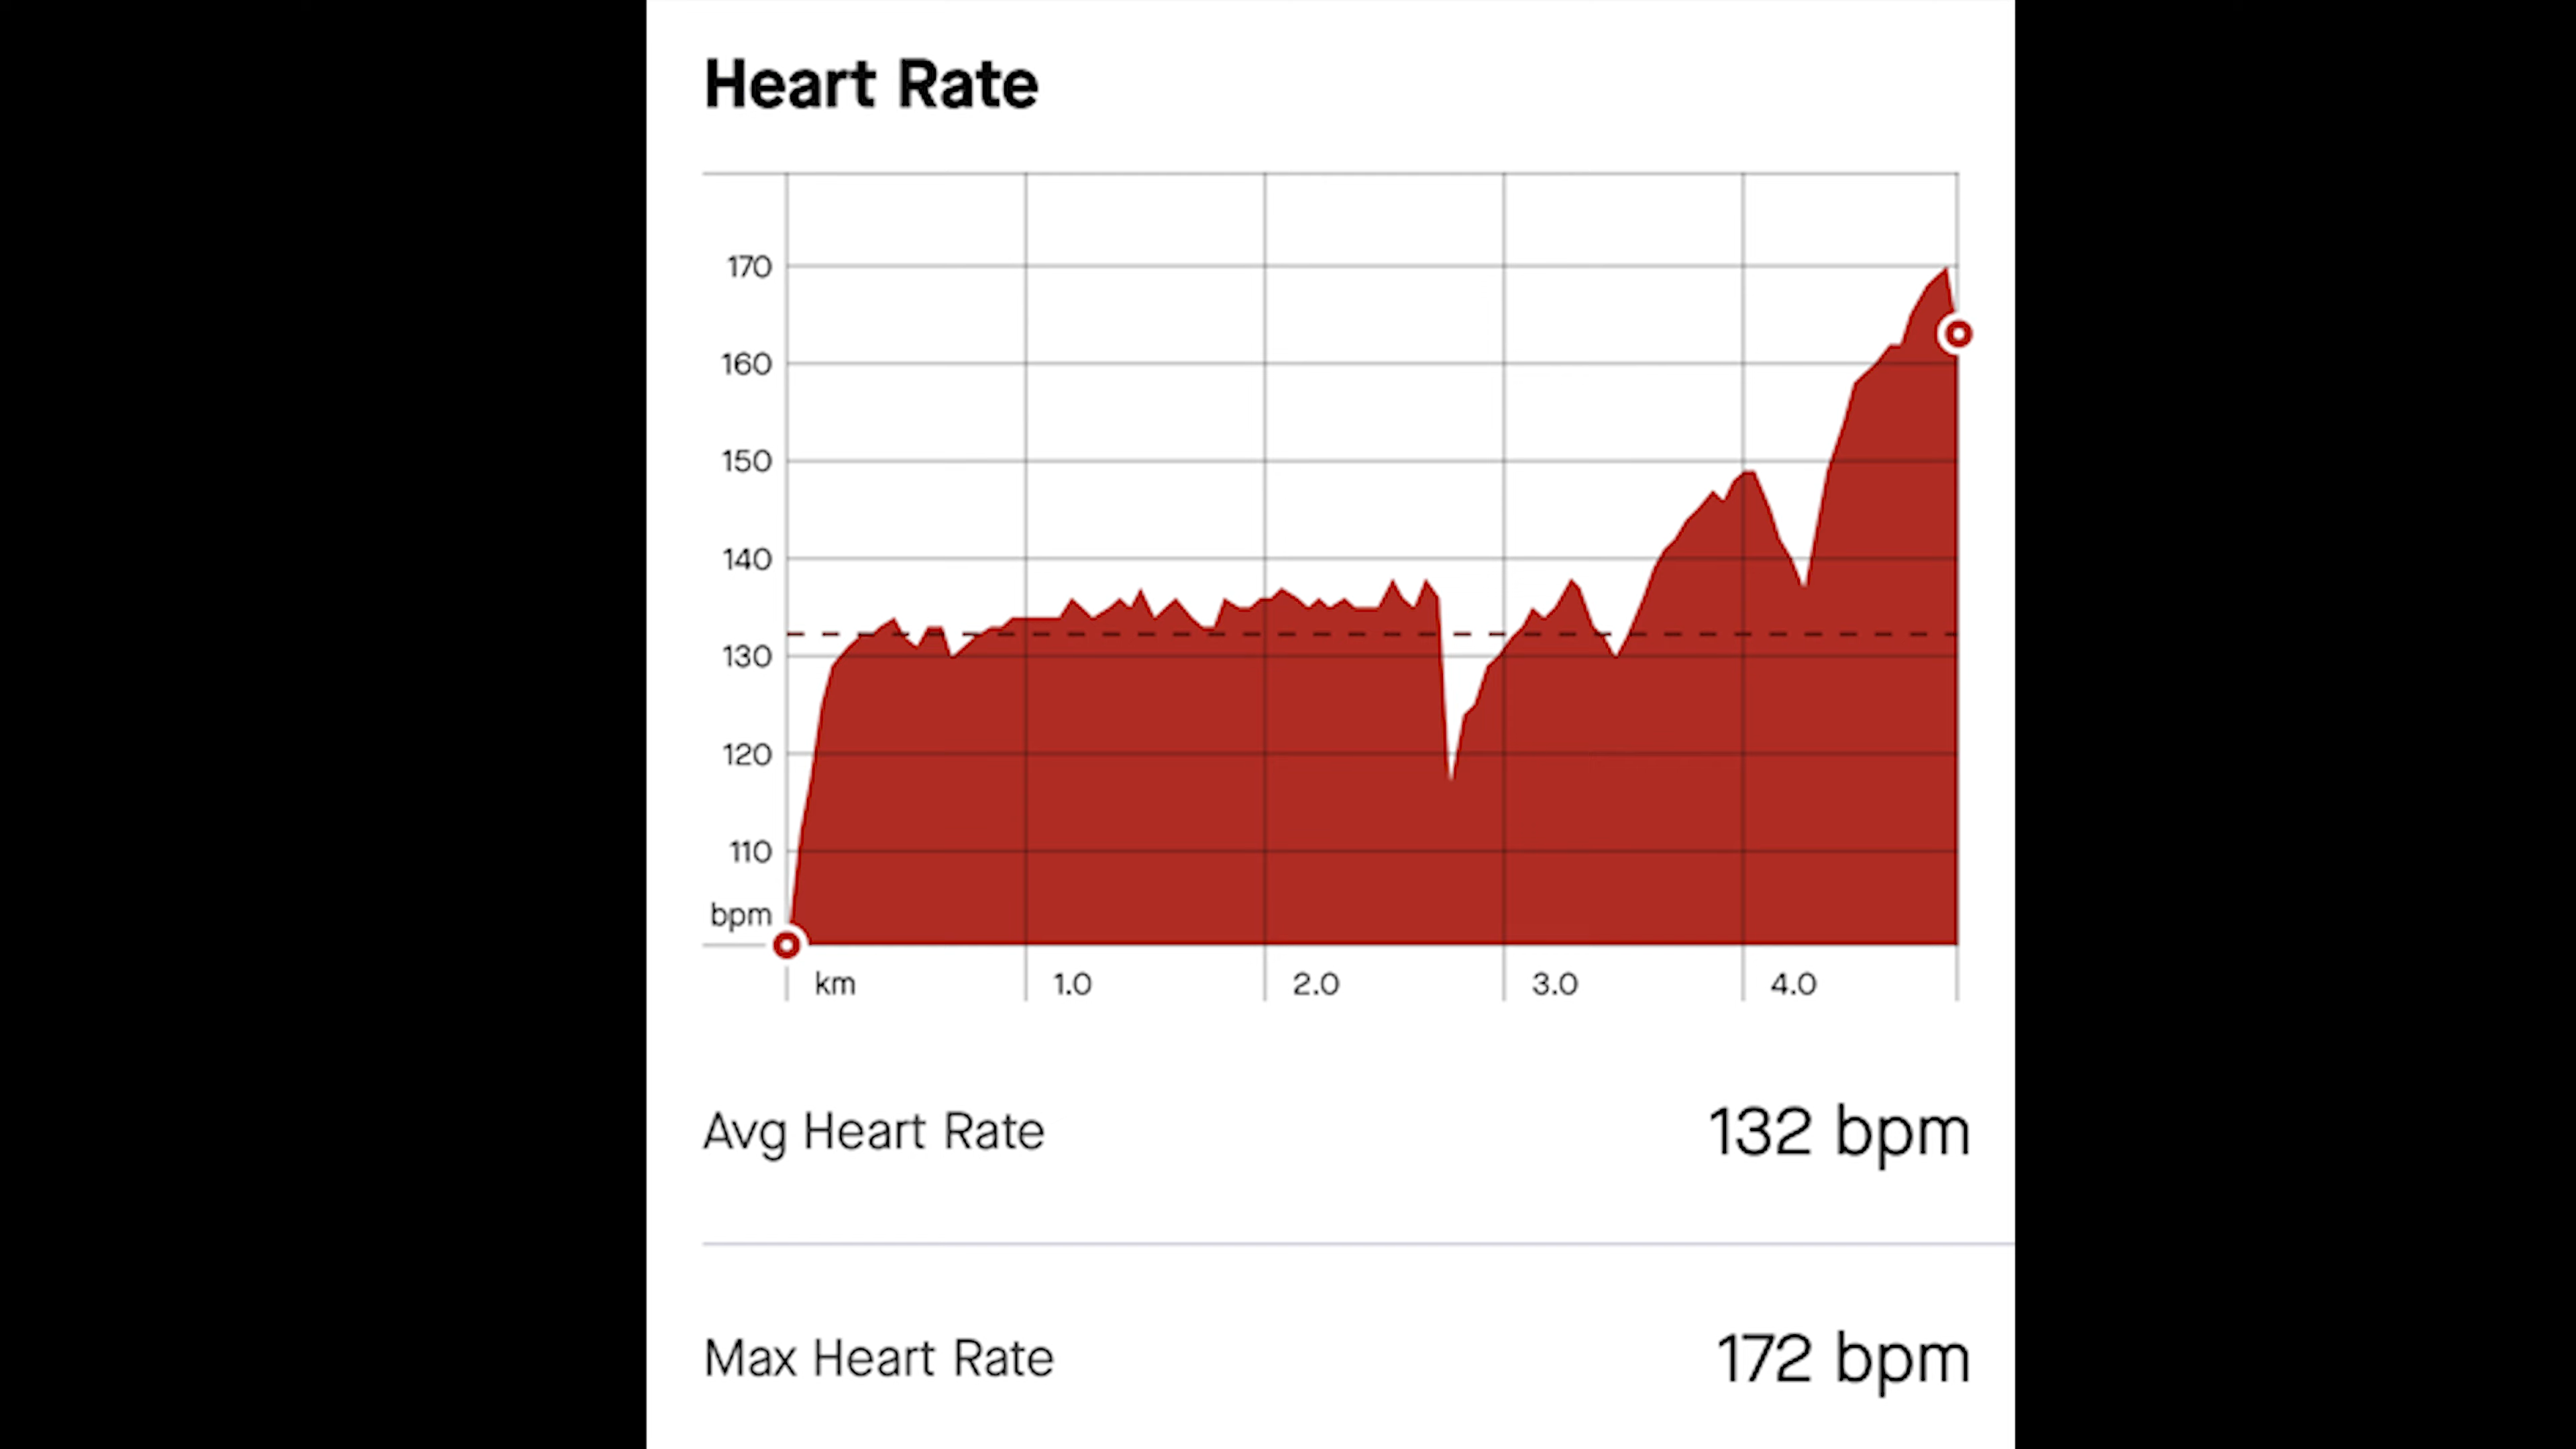 Heart Rate
170
160
150
140
130
120
110
bpm
km 1.0 2.0 3.0 4.0
Avg Heart Rate 132 bpm
Max Heart Rate 172 bpm